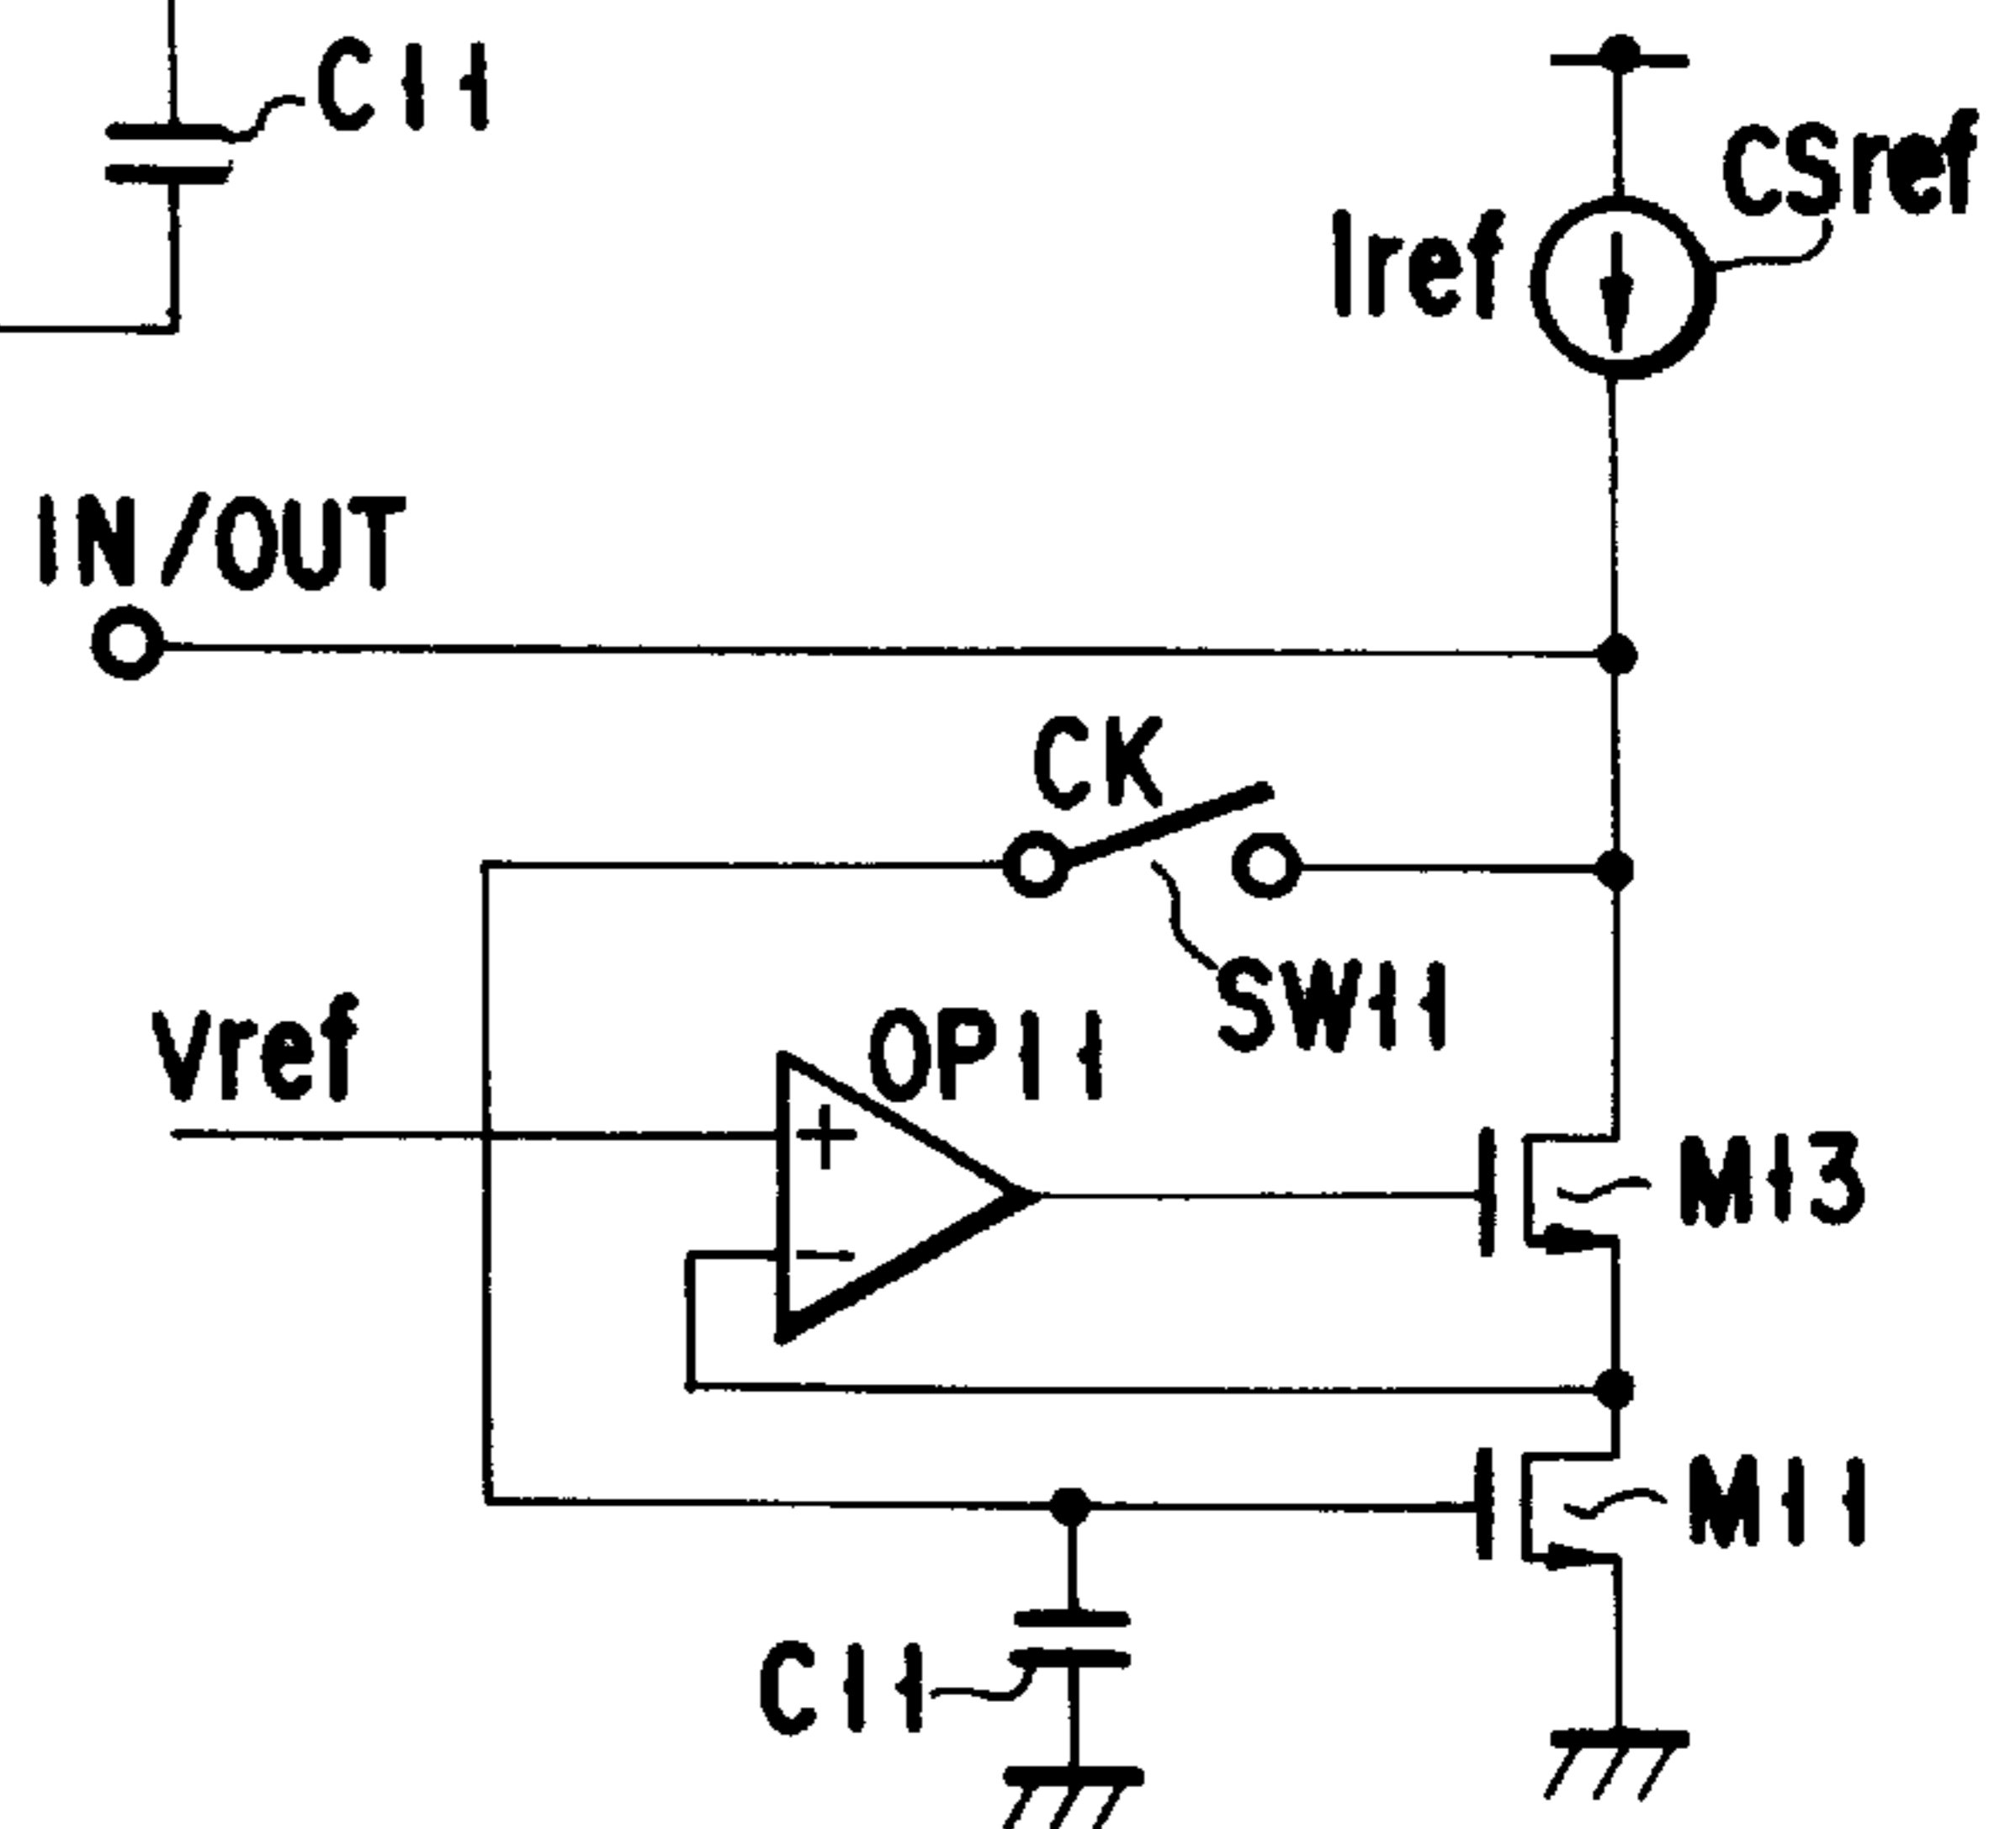 C11
CSref
Iref
IN/OUT
CK
SW11
Vref
OP11
+
M13
−
M11
C11